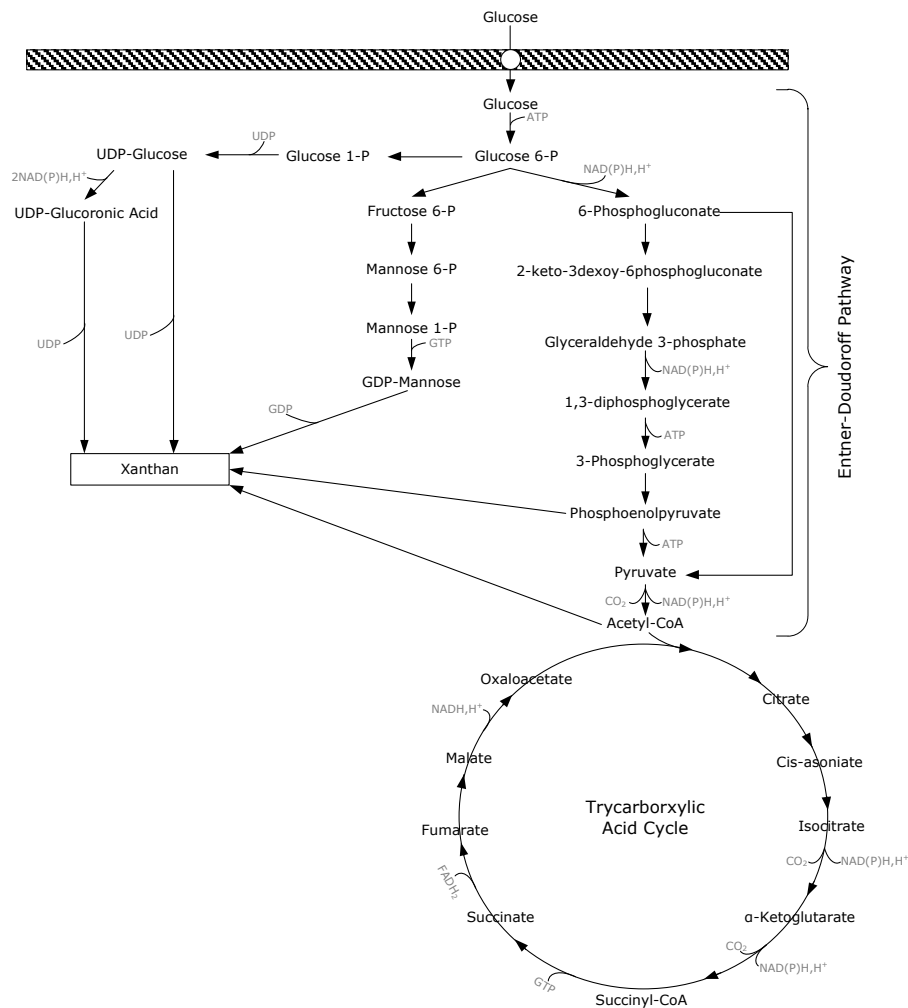 Glucose
Glucose
ATP
UDP
UDP-Glucose
Glucose 1-P
Glucose 6-P
NAD(P)H,H⁺
2NAD(P)H,H⁺
UDP-Glucoronic Acid
Fructose 6-P
6-Phosphogluconate
Mannose 6-P
2-keto-3dexoy-6phosphogluconate
Mannose 1-P
UDP
UDP
GTP
Glyceraldehyde 3-phosphate
NAD(P)H,H⁺
GDP-Mannose
GDP
1,3-diphosphoglycerate
ATP
Xanthan
3-Phosphoglycerate
Phosphoenolpyruvate
ATP
Pyruvate
CO₂
NAD(P)H,H⁺
Acetyl-CoA
Entner-Doudoroff Pathway
Oxaloacetate
Citrate
NADH,H⁺
Malate
Cis-asoniate
Trycarborxylic
Acid Cycle
Fumarate
Isocitrate
CO₂
NAD(P)H,H⁺
FADH₂
Succinate
α-Ketoglutarate
CO₂
NAD(P)H,H⁺
GTP
Succinyl-CoA